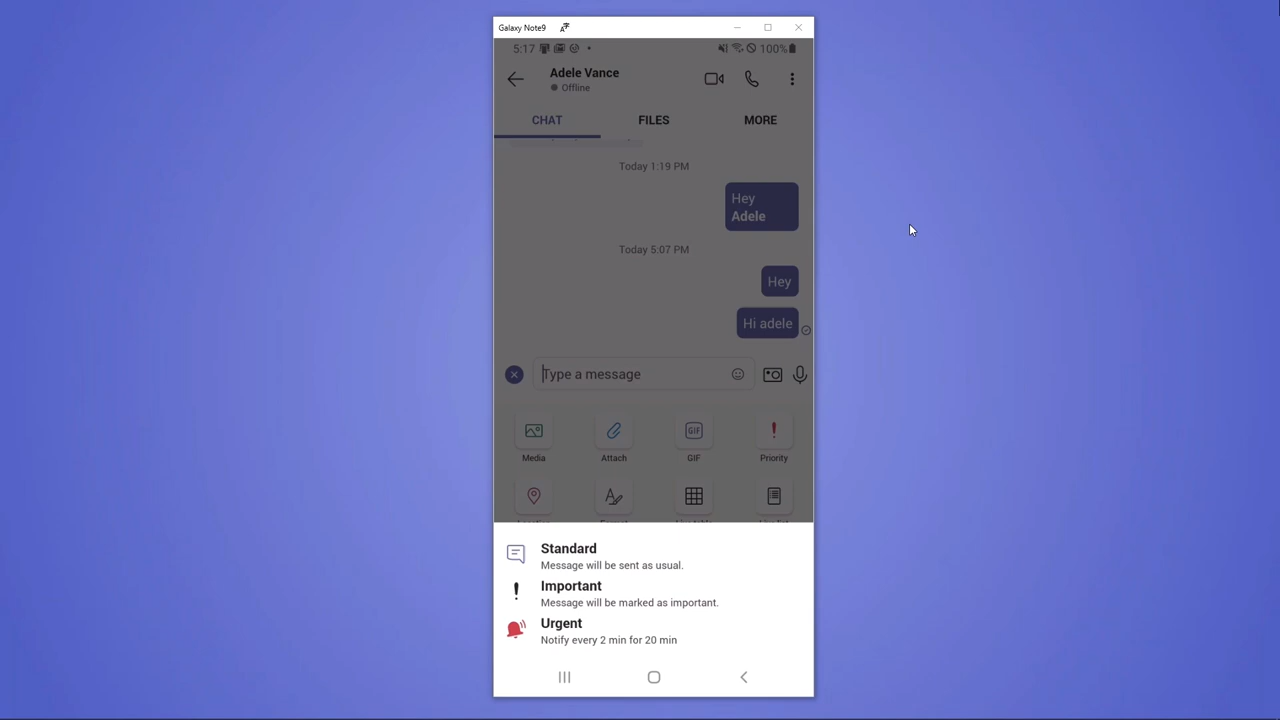 Galaxy Note9
5:17 100%
Adele Vance
Offline
CHAT FILES MORE
Today 1:19 PM
Hey
Adele
Today 5:07 PM
Hey
Hi adele
Type a message
GIF
Media Attach GIF Priority
Standard
Message will be sent as usual.
Important
Message will be marked as important.
Urgent
Notify every 2 min for 20 min